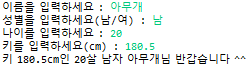 이름을 입력하세요 : 아무개
성별을 입력하세요(남/여) : 남
나이를 입력하세요 : 20
키를 입력하세요(cm) : 180.5
키 180.5cm인 20살 남자 아무개님 반갑습니다 ^^